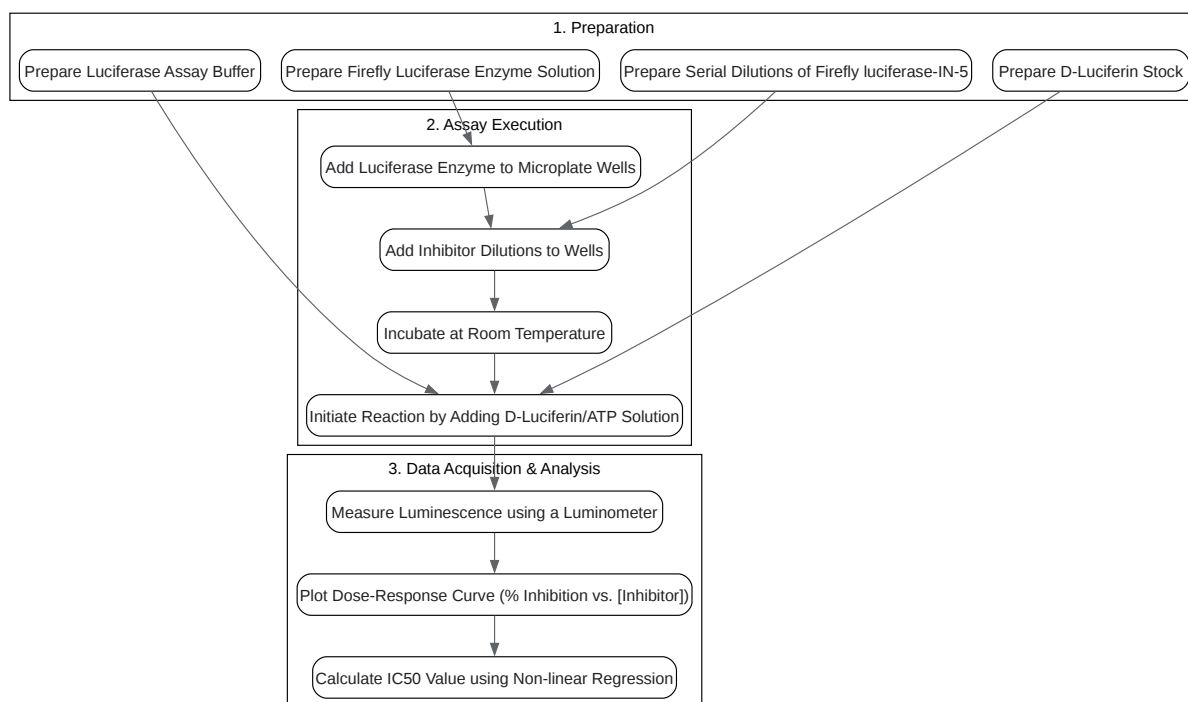 1. Preparation
Prepare Luciferase Assay Buffer
Prepare Firefly Luciferase Enzyme Solution
Prepare Serial Dilutions of Firefly luciferase-IN-5
Prepare D-Luciferin Stock
2. Assay Execution
Add Luciferase Enzyme to Microplate Wells
Add Inhibitor Dilutions to Wells
Incubate at Room Temperature
Initiate Reaction by Adding D-Luciferin/ATP Solution
3. Data Acquisition & Analysis
Measure Luminescence using a Luminometer
Plot Dose-Response Curve (% Inhibition vs. [Inhibitor])
Calculate IC50 Value using Non-linear Regression